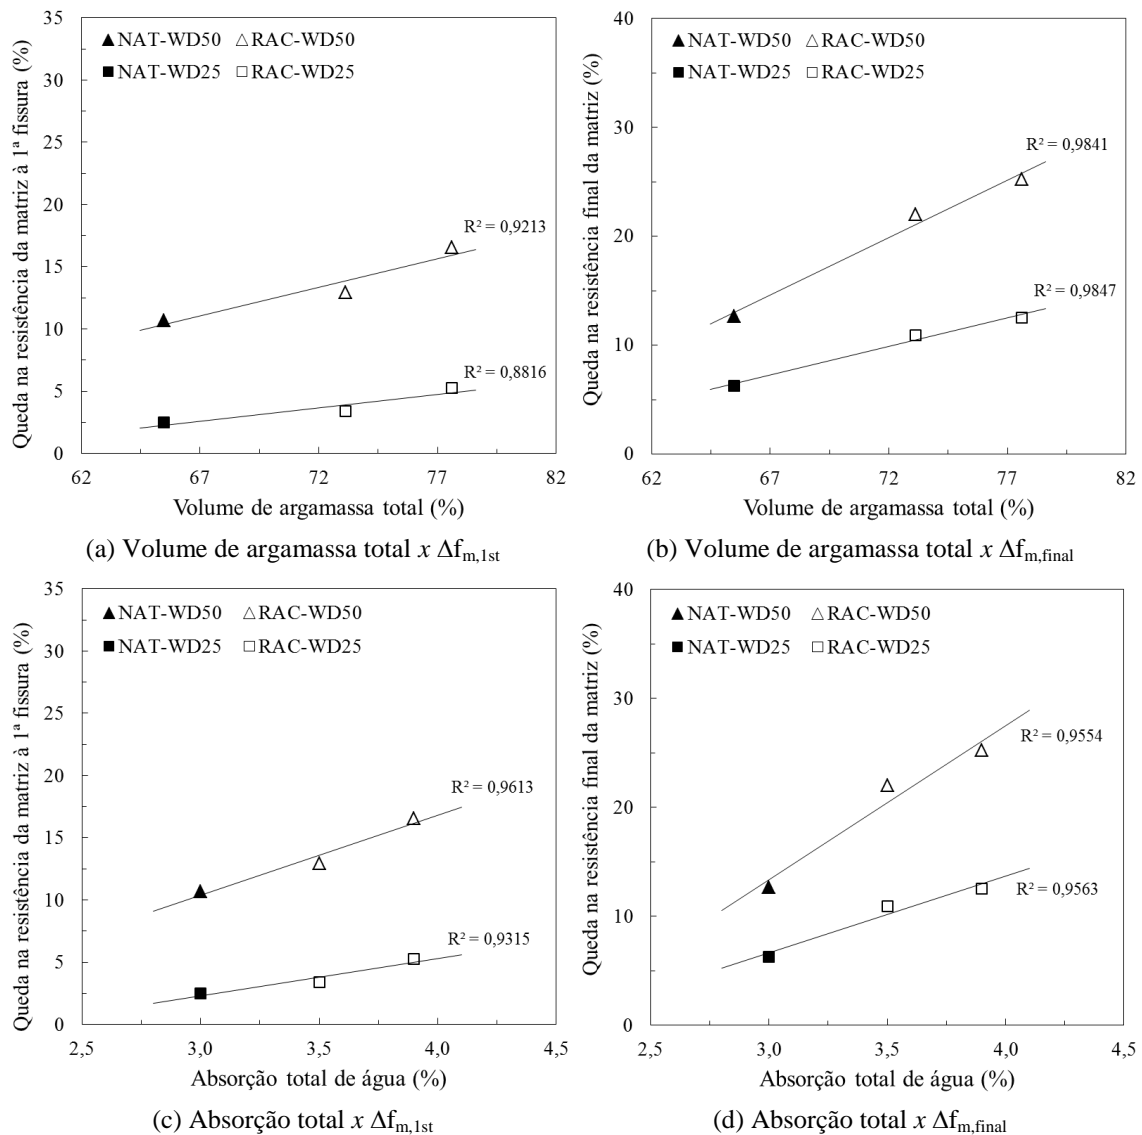 Queda na resistência da matriz à 1ª fissura (%)
35
30
25
20
15
10
5
0
▲NAT-WD50 △RAC-WD50
■NAT-WD25 □RAC-WD25
R² = 0,9213
R² = 0,8816
62 67 72 77 82
Volume de argamassa total (%)
(a) Volume de argamassa total x Δfm,1st
Queda na resistência final da matriz (%)
40
30
20
10
0
▲NAT-WD50 △RAC-WD50
■NAT-WD25 □RAC-WD25
R² = 0,9841
R² = 0,9847
62 67 72 77 82
Volume de argamassa total (%)
(b) Volume de argamassa total x Δfm,final
Queda na resistência da matriz à 1ª fissura (%)
35
30
25
20
15
10
5
0
▲NAT-WD50 △RAC-WD50
■NAT-WD25 □RAC-WD25
R² = 0,9613
R² = 0,9315
2,5 3,0 3,5 4,0 4,5
Absorção total de água (%)
(c) Absorção total x Δfm,1st
Queda na resistência final da matriz (%)
40
30
20
10
0
▲NAT-WD50 △RAC-WD50
■NAT-WD25 □RAC-WD25
R² = 0,9554
R² = 0,9563
2,5 3,0 3,5 4,0 4,5
Absorção total de água (%)
(d) Absorção total x Δfm,final